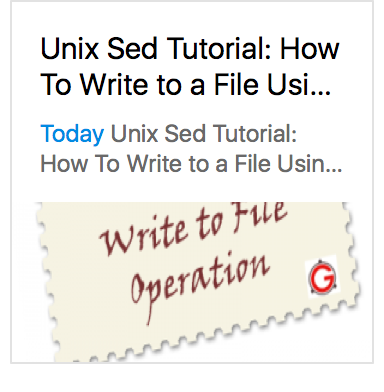 Unix Sed Tutorial: How
To Write to a File Usi...
Today Unix Sed Tutorial:
How To Write to a File Usin...
Write to File
Operation
G